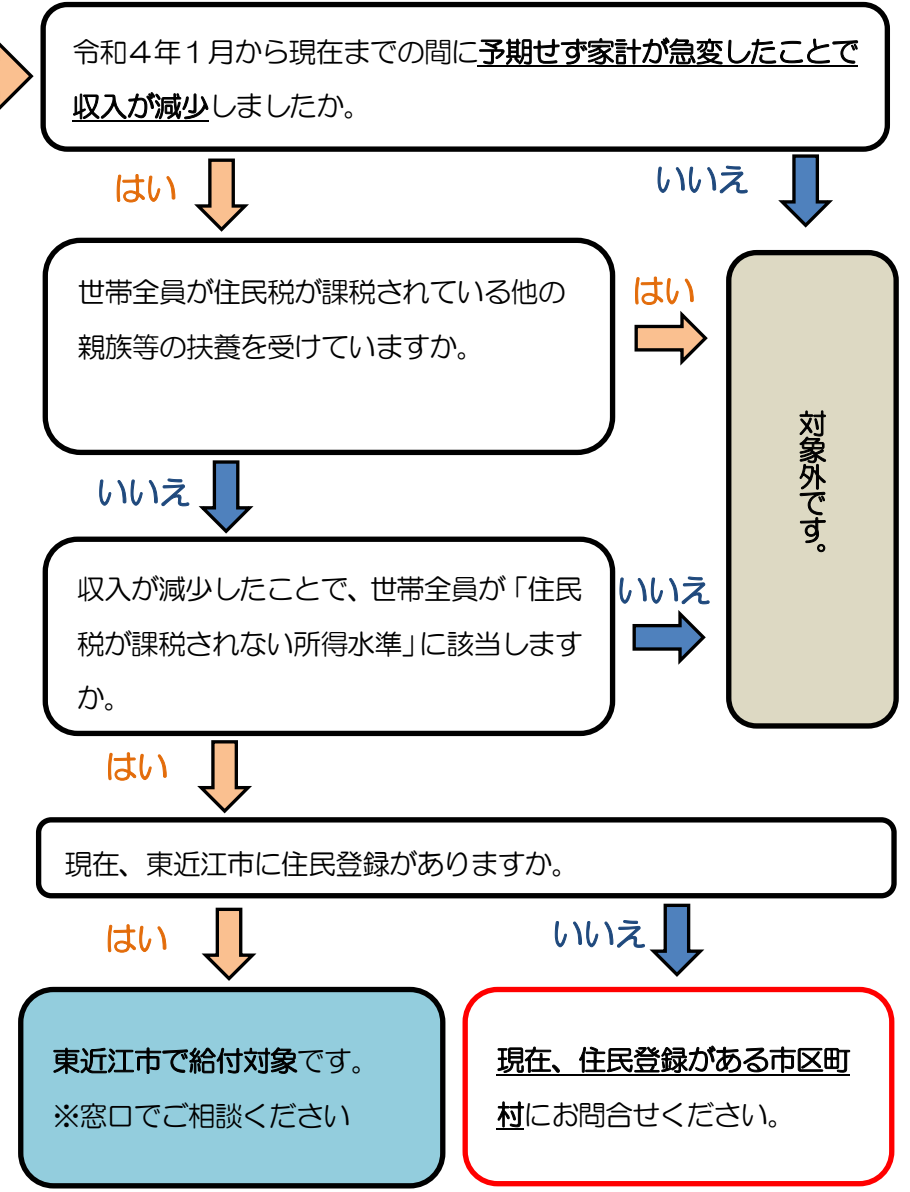 令和４年１月から現在までの間に予期せず家計が急変したことで
収入が減少しましたか。
はい
いいえ
世帯全員が住民税が課税されている他の
親族等の扶養を受けていますか。
はい
対象外です。
いいえ
収入が減少したことで、世帯全員が「住民
税が課税されない所得水準」に該当します
か。
いいえ
はい
現在、東近江市に住民登録がありますか。
はい
いいえ
東近江市で給付対象です。
※窓口でご相談ください
現在、住民登録がある市区町
村にお問合せください。